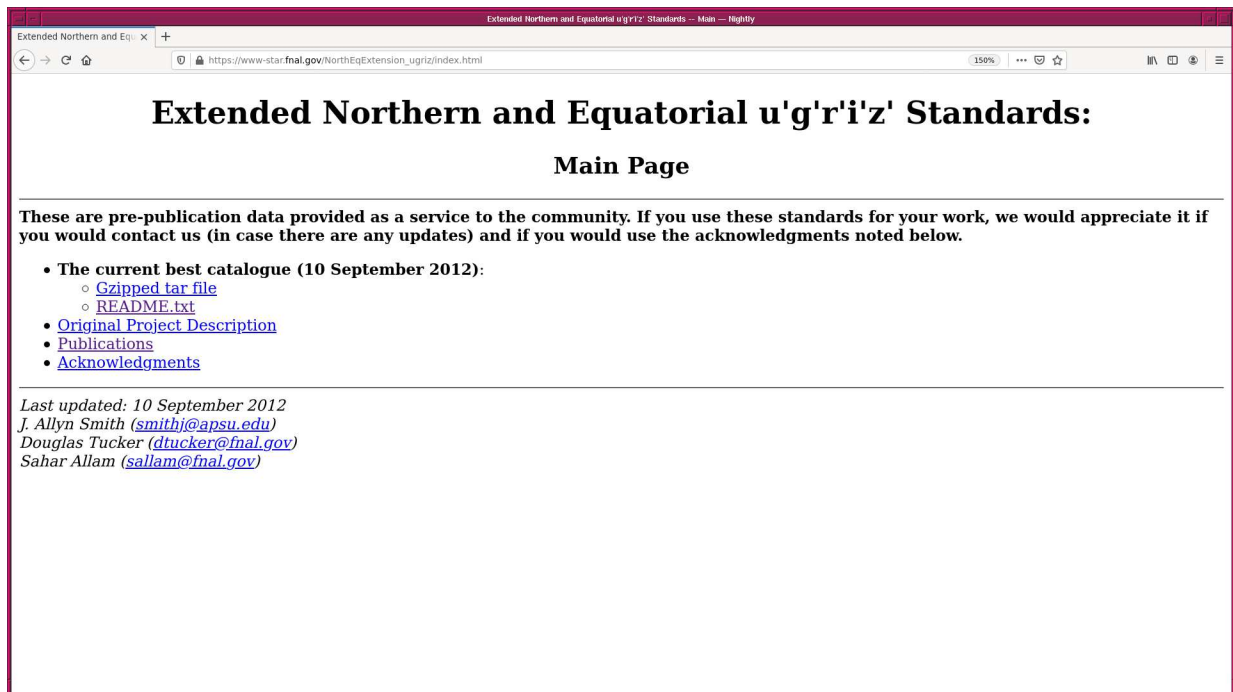 Extended Northern and Equatorial u'g'r'i'z' Standards -- Main — Nightly
Extended Northern and Equ
https://www-star.fnal.gov/NorthEqExtension_ugriz/index.html
150%
Extended Northern and Equatorial u'g'r'i'z' Standards:
Main Page
These are pre-publication data provided as a service to the community. If you use these standards for your work, we would appreciate it if
you would contact us (in case there are any updates) and if you would use the acknowledgments noted below.
• The current best catalogue (10 September 2012):
◦ Gzipped tar file
◦ README.txt
• Original Project Description
• Publications
• Acknowledgments
Last updated: 10 September 2012
J. Allyn Smith (smithj@apsu.edu)
Douglas Tucker (dtucker@fnal.gov)
Sahar Allam (sallam@fnal.gov)